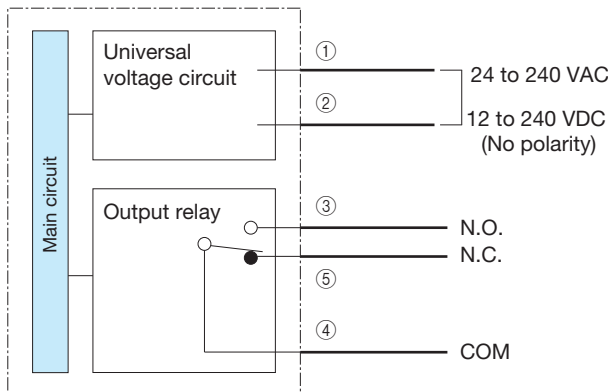 Main circuit
Universal
voltage circuit
①
②
24 to 240 VAC
12 to 240 VDC
(No polarity)
Output relay
③
N.O.
N.C.
⑤
④
COM